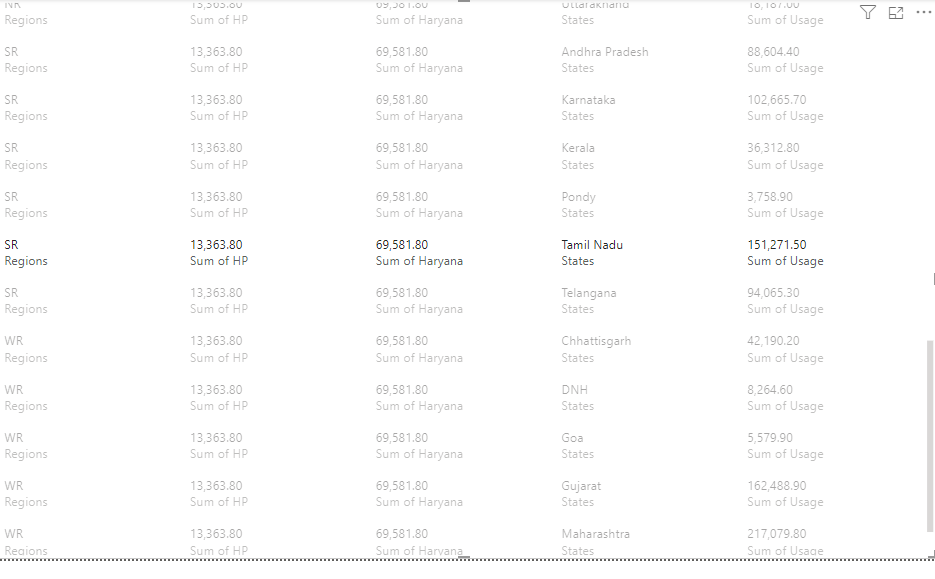 NR 13,363.80 69,581.80 Uttarakhand 18,187.00
Regions Sum of HP Sum of Haryana States Sum of Usage
SR 13,363.80 69,581.80 Andhra Pradesh 88,604.40
Regions Sum of HP Sum of Haryana States Sum of Usage
SR 13,363.80 69,581.80 Karnataka 102,665.70
Regions Sum of HP Sum of Haryana States Sum of Usage
SR 13,363.80 69,581.80 Kerala 36,312.80
Regions Sum of HP Sum of Haryana States Sum of Usage
SR 13,363.80 69,581.80 Pondy 3,758.90
Regions Sum of HP Sum of Haryana States Sum of Usage
SR 13,363.80 69,581.80 Tamil Nadu 151,271.50
Regions Sum of HP Sum of Haryana States Sum of Usage
SR 13,363.80 69,581.80 Telangana 94,065.30
Regions Sum of HP Sum of Haryana States Sum of Usage
WR 13,363.80 69,581.80 Chhattisgarh 42,190.20
Regions Sum of HP Sum of Haryana States Sum of Usage
WR 13,363.80 69,581.80 DNH 8,264.60
Regions Sum of HP Sum of Haryana States Sum of Usage
WR 13,363.80 69,581.80 Goa 5,579.90
Regions Sum of HP Sum of Haryana States Sum of Usage
WR 13,363.80 69,581.80 Gujarat 162,488.90
Regions Sum of HP Sum of Haryana States Sum of Usage
WR 13,363.80 69,581.80 Maharashtra 217,079.80
Regions Sum of HP Sum of Haryana States Sum of Usage